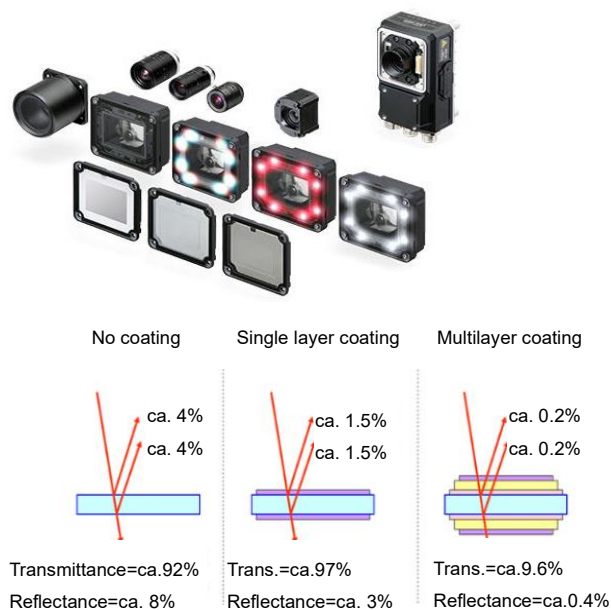 No coating
Single layer coating
Multilayer coating
ca. 4%
ca. 4%
ca. 1.5%
ca. 1.5%
ca. 0.2%
ca. 0.2%
Transmittance=ca.92%
Reflectance=ca. 8%
Trans.=ca.97%
Reflectance=ca. 3%
Trans.=ca.9.6%
Reflectance=ca.0.4%